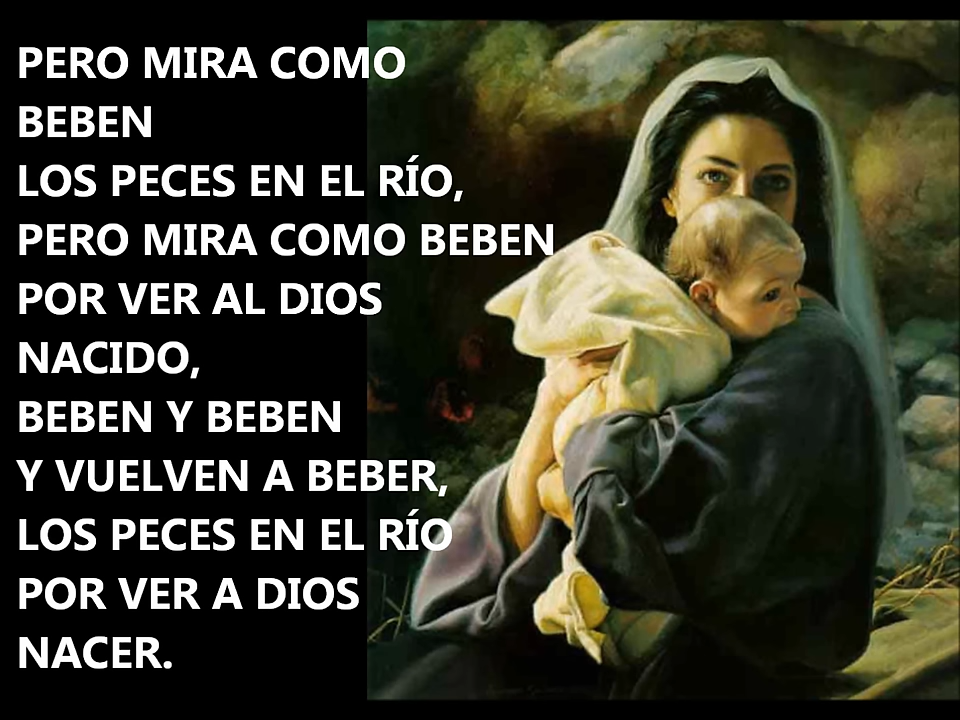 PERO MIRA COMO
BEBEN
LOS PECES EN EL RÍO,
PERO MIRA COMO BEBEN
POR VER AL DIOS
NACIDO,
BEBEN Y BEBEN
Y VUELVEN A BEBER,
LOS PECES EN EL RÍO
POR VER A DIOS
NACER.